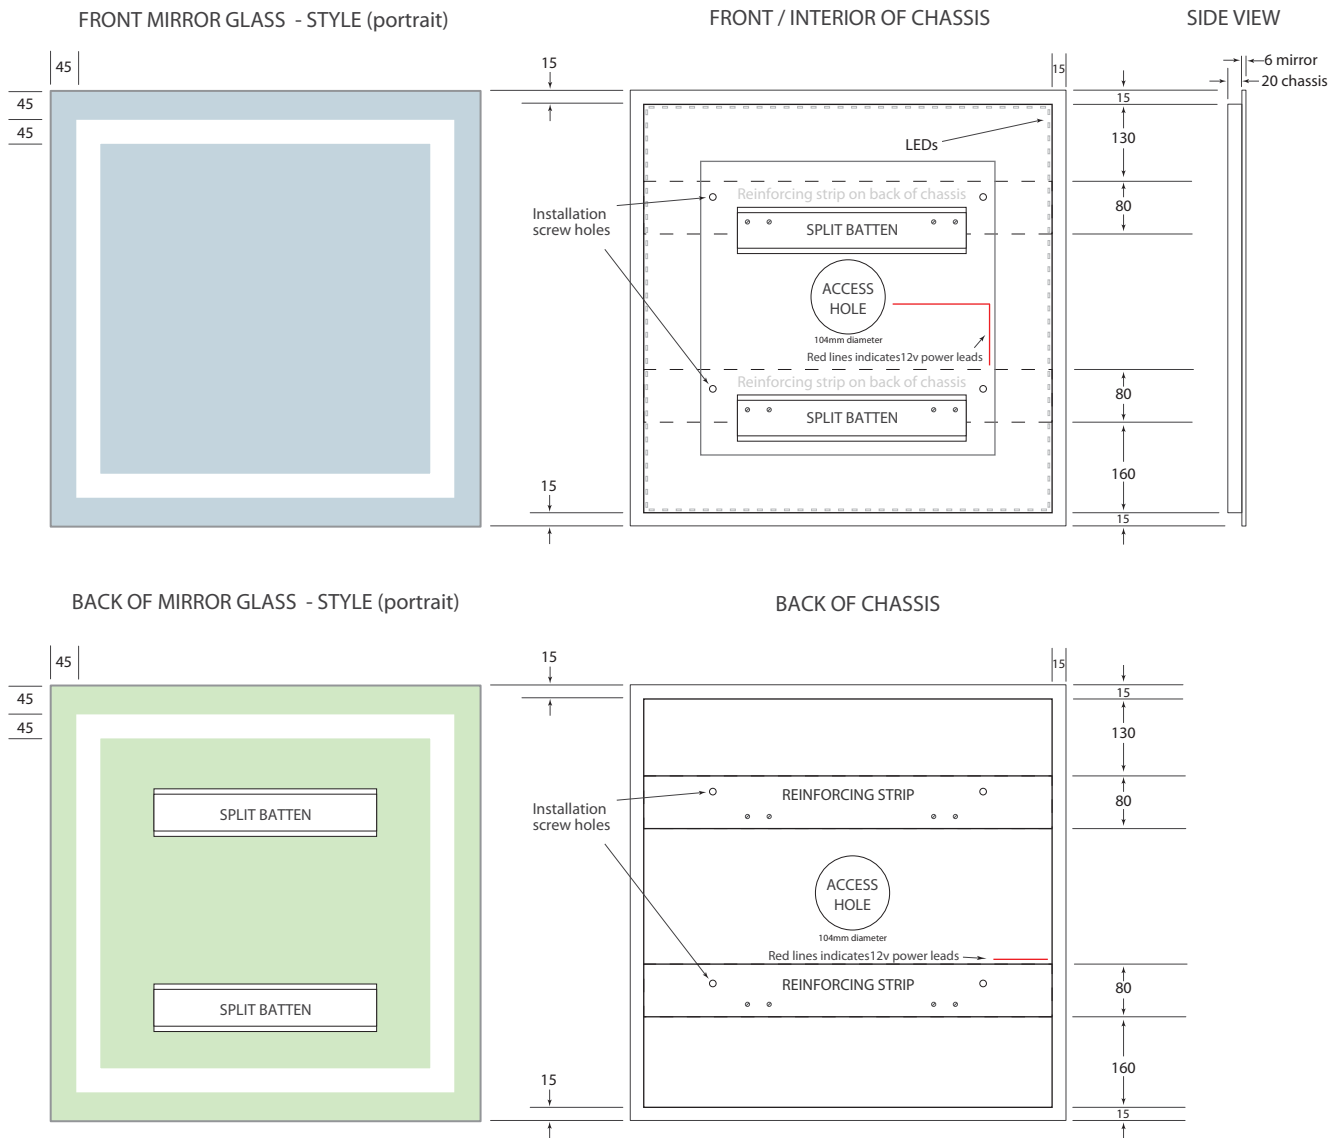 FRONT MIRROR GLASS - STYLE (portrait)
FRONT / INTERIOR OF CHASSIS
SIDE VIEW
45
45
45
15
15
6 mirror
20 chassis
15
130
80
80
160
15
15
LEDs
Installation
screw holes
Reinforcing strip on back of chassis
SPLIT BATTEN
ACCESS
HOLE
104mm diameter
Red lines indicates12v power leads
Reinforcing strip on back of chassis
SPLIT BATTEN
BACK OF MIRROR GLASS - STYLE (portrait)
BACK OF CHASSIS
45
45
45
SPLIT BATTEN
SPLIT BATTEN
15
15
15
130
80
80
160
15
15
Installation
screw holes
REINFORCING STRIP
ACCESS
HOLE
104mm diameter
Red lines indicates12v power leads
REINFORCING STRIP